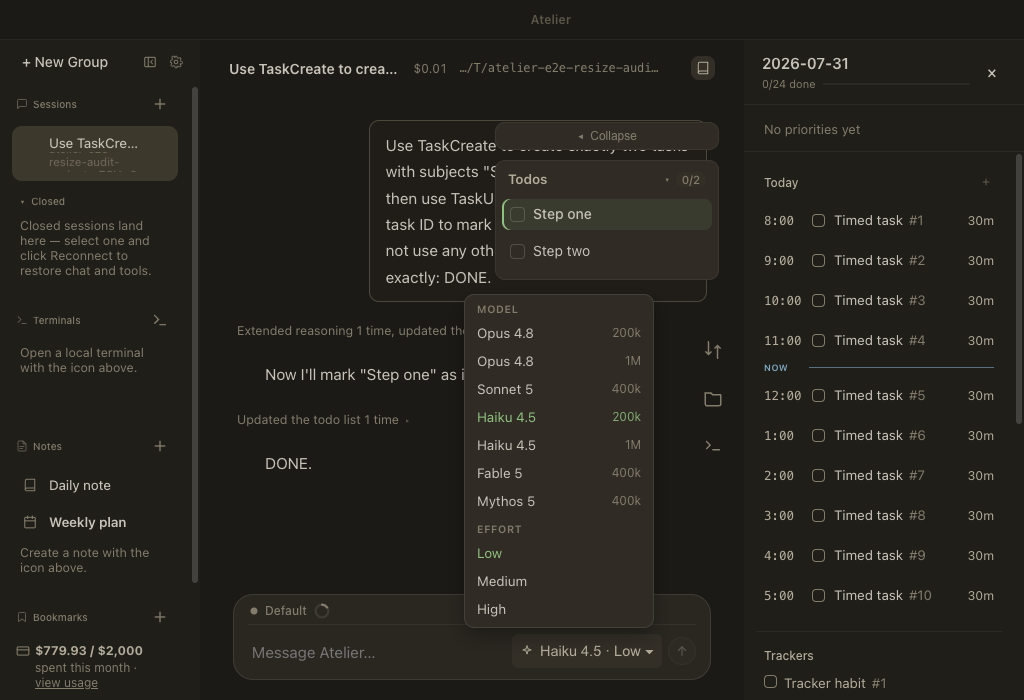 Atelier
+ New Group
Sessions
Use TaskCre...
resize-audit-
Closed
Closed sessions land
here — select one and
click Reconnect to
restore chat and tools.
Terminals
Open a local terminal
with the icon above.
Notes
Daily note
Weekly plan
Create a note with the
icon above.
Bookmarks
$779.93 / $2,000
spent this month ·
view usage
Use TaskCreate to crea... $0.01 …/T/atelier-e2e-resize-audi…
Use TaskCreate to create exactly two tasks
with subjects "S
then use TaskU
task ID to mark
not use any oth
exactly: DONE.
Collapse
Todos 0/2
Step one
Step two
Extended reasoning 1 time, updated the
Now I'll mark "Step one" as i
Updated the todo list 1 time
DONE.
MODEL
Opus 4.8 200k
Opus 4.8 1M
Sonnet 5 400k
Haiku 4.5 200k
Haiku 4.5 1M
Fable 5 400k
Mythos 5 400k
EFFORT
Low
Medium
High
Default
Message Atelier...
Haiku 4.5 · Low
2026-07-31
0/24 done
No priorities yet
Today
8:00 Timed task #1 30m
9:00 Timed task #2 30m
10:00 Timed task #3 30m
11:00 Timed task #4 30m
NOW
12:00 Timed task #5 30m
1:00 Timed task #6 30m
2:00 Timed task #7 30m
3:00 Timed task #8 30m
4:00 Timed task #9 30m
5:00 Timed task #10 30m
Trackers
Tracker habit #1